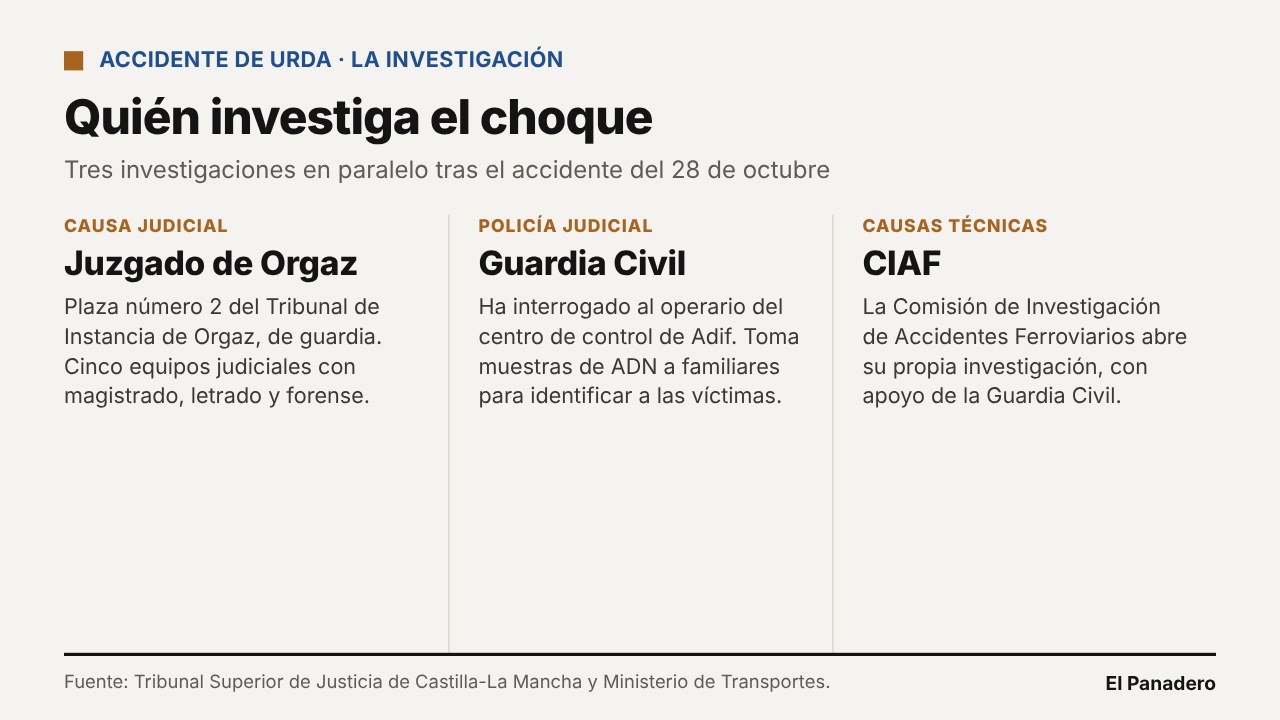 ACCIDENTE DE URDA · LA INVESTIGACIÓN
Quién investiga el choque
Tres investigaciones en paralelo tras el accidente del 28 de octubre
CAUSA JUDICIAL
Juzgado de Orgaz
Plaza número 2 del Tribunal de
Instancia de Orgaz, de guardia.
Cinco equipos judiciales con
magistrado, letrado y forense.
POLICÍA JUDICIAL
Guardia Civil
Ha interrogado al operario del
centro de control de Adif. Toma
muestras de ADN a familiares
para identificar a las víctimas.
CAUSAS TÉCNICAS
CIAF
La Comisión de Investigación
de Accidentes Ferroviarios abre
su propia investigación, con
apoyo de la Guardia Civil.
Fuente: Tribunal Superior de Justicia de Castilla-La Mancha y Ministerio de Transportes.
El Panadero